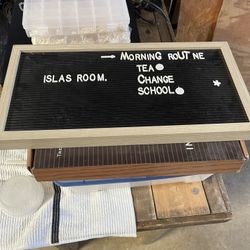 → MORNING ROUT NE
TEA
ISLAS ROOM. CHANGE
SCHOOL